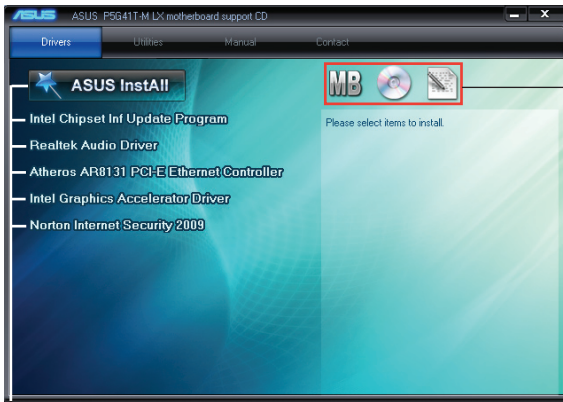 ASUS ASUS P5G41T-M LX motherboard support CD
Drivers Utilities Manual Contact
ASUS InstAll
MB
Please select items to install.
Intel Chipset Inf Update Program
Realtek Audio Driver
Atheros AR8131 PCI-E Ethernet Controller
Intel Graphics Accelerator Driver
Norton Internet Security 2009